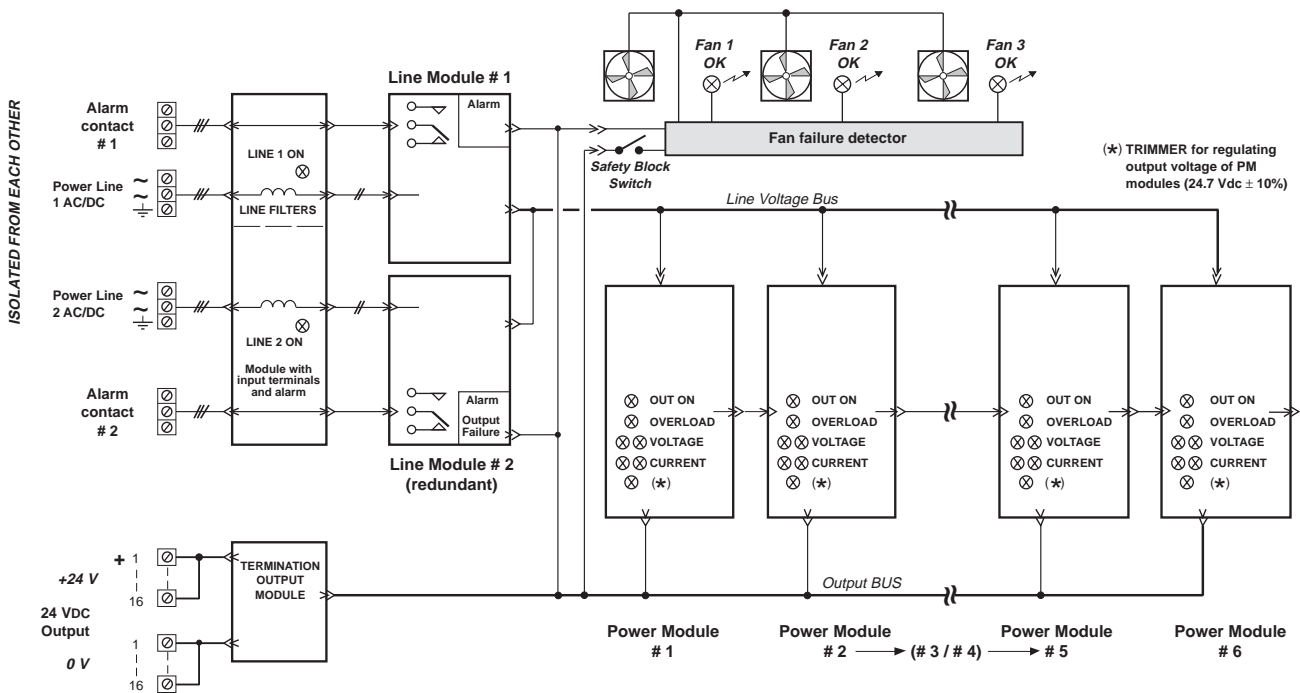 ISOLATED FROM EACH OTHER
Alarm
contact
# 1
Power Line
1 AC/DC
Power Line
2 AC/DC
Alarm
contact
# 2
LINE 1 ON
LINE FILTERS
LINE 2 ON
Module with
input terminals
and alarm
Line Module # 1
Alarm
Alarm
Output
Failure
Line Module # 2
(redundant)
Fan 1
OK
Fan 2
OK
Fan 3
OK
Fan failure detector
Safety Block
Switch
(*) TRIMMER for regulating
output voltage of PM
modules (24.7 Vdc ± 10%)
Line Voltage Bus
OUT ON
OVERLOAD
VOLTAGE
CURRENT
(*)
OUT ON
OVERLOAD
VOLTAGE
CURRENT
(*)
OUT ON
OVERLOAD
VOLTAGE
CURRENT
(*)
OUT ON
OVERLOAD
VOLTAGE
CURRENT
(*)
+ 1
+24 V
16
24 VDC
Output
1
0 V
16
TERMINATION
OUTPUT
MODULE
Output BUS
Power Module
# 1
Power Module
# 2
(# 3 / # 4)
Power Module
# 5
Power Module
# 6